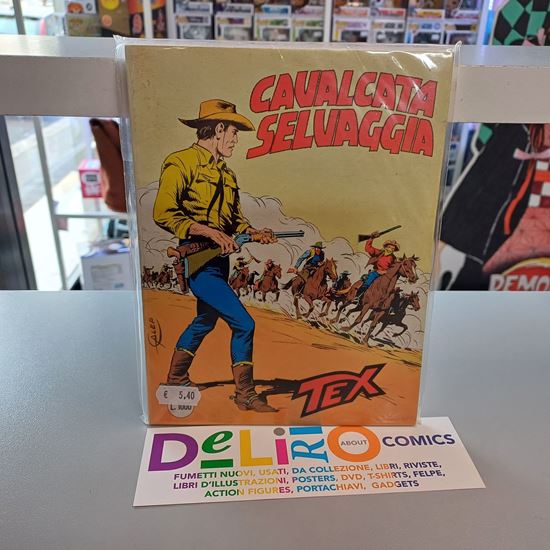 CAVALCATA
SELVAGGIA
GALEP
TEX
€ 5,40
L. 1000
DeLiRIO ABOUT COMICS
FUMETTI NUOVI, USATI, DA COLLEZIONE, LIBRI, RIVISTE,
LIBRI D'ILLUSTRAZIONI, POSTERS, DVD, T-SHIRTS, FELPE,
ACTION FIGURES, PORTACHIAVI, GADGETS